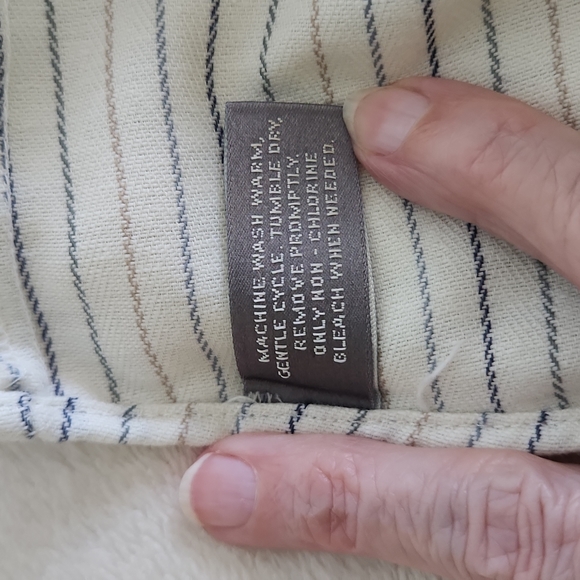 MACHINE WASH WARM,
GENTLE CYCLE. TUMBLE DRY,
REMOVE PROMPTLY.
ONLY NON - CHLORINE
BLEACH WHEN NEEDED.